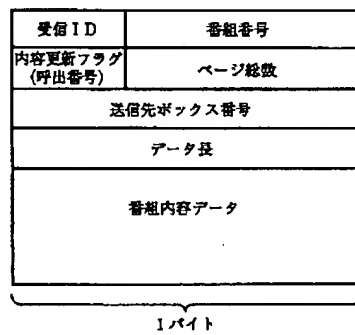 受信ID
番組番号
内容更新フラグ
(呼出番号)
ページ総数
送信先ボックス番号
データ長
番組内容データ
1バイト